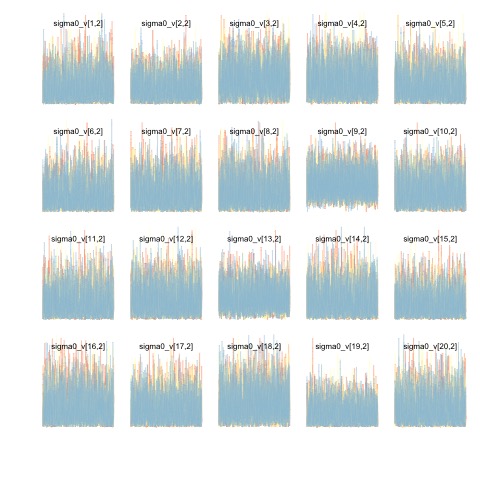 sigma0_v[1,2] sigma0_v[2,2] sigma0_v[3,2] sigma0_v[4,2] sigma0_v[5,2]
sigma0_v[6,2] sigma0_v[7,2] sigma0_v[8,2] sigma0_v[9,2] sigma0_v[10,2]
sigma0_v[11,2] sigma0_v[12,2] sigma0_v[13,2] sigma0_v[14,2] sigma0_v[15,2]
sigma0_v[16,2] sigma0_v[17,2] sigma0_v[18,2] sigma0_v[19,2] sigma0_v[20,2]